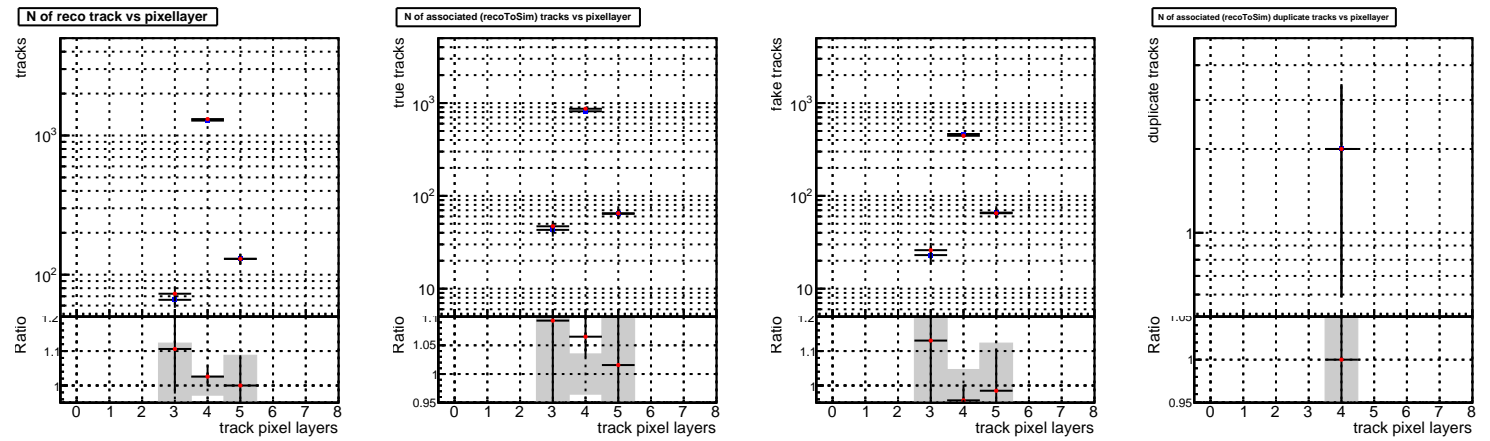 N of reco track vs pixellayer
tracks
10³
10²
Ratio
1.2
1.1
1
0 1 2 3 4 5 6 7 8
track pixel layers
N of associated (recoToSim) tracks vs pixellayer
true tracks
10³
10²
10
Ratio
1.1
1.05
1
0.95
0 1 2 3 4 5 6 7 8
track pixel layers
fake tracks
10³
10²
10
Ratio
1.2
1.1
1
0 1 2 3 4 5 6 7 8
track pixel layers
N of associated (recoToSim) duplicate tracks vs pixellayer
duplicate tracks
1
Ratio
1.05
1
0.95
0 1 2 3 4 5 6 7 8
track pixel layers